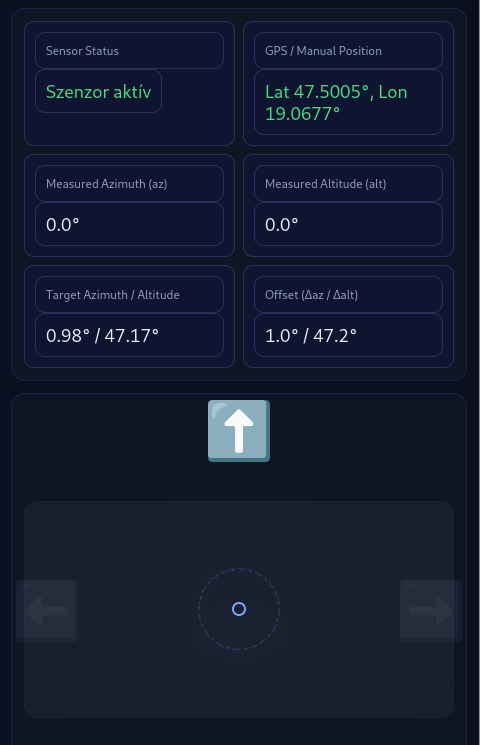 Sensor Status
Szenzor aktív
GPS / Manual Position
Lat 47.5005°, Lon
19.0677°
Measured Azimuth (az)
0.0°
Measured Altitude (alt)
0.0°
Target Azimuth / Altitude
0.98° / 47.17°
Offset (Δaz / Δalt)
1.0° / 47.2°